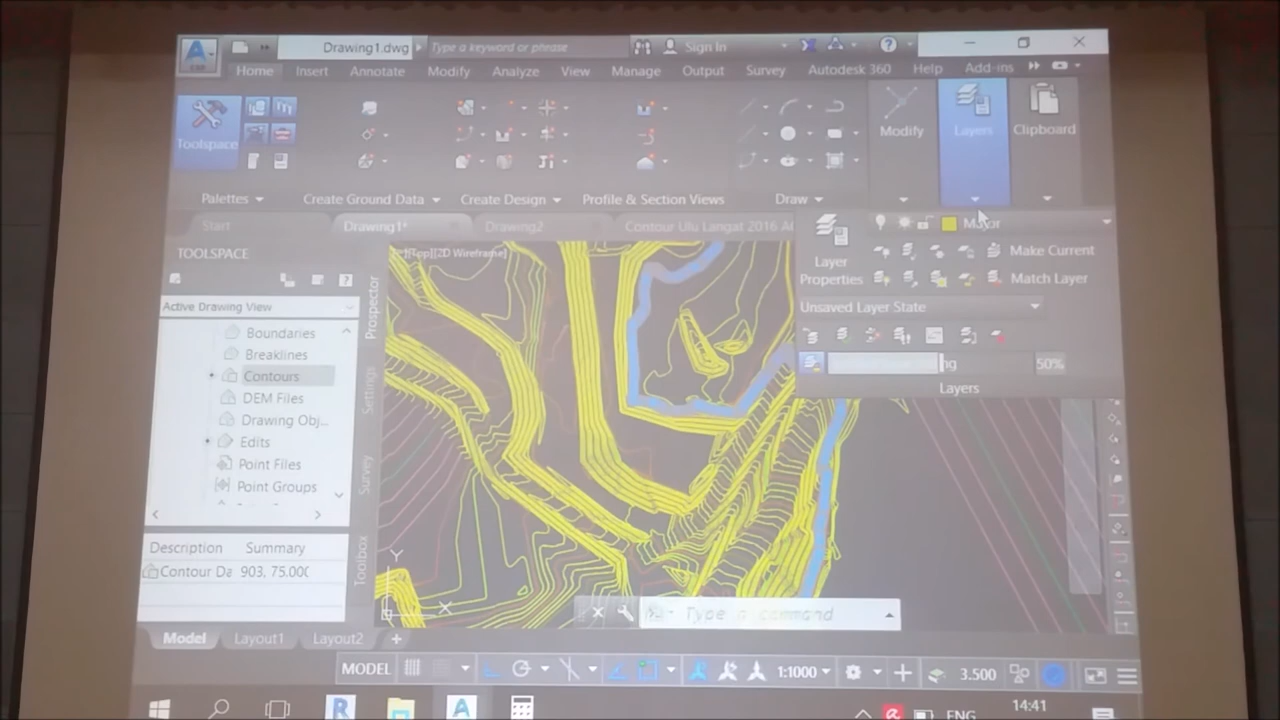 Drawing1.dwg
Type a keyword or phrase
Sign In
Home Insert Annotate Modify Analyze View Manage Output Survey Autodesk 360 Help Add-ins
Toolspace
Modify
Layers
Clipboard
Palettes Create Ground Data Create Design Profile & Section Views Draw
Start Drawing1* Drawing2 Contour Ulu Langat 2016
TOOLSPACE
Active Drawing View
Boundaries
Breaklines
Contours
DEM Files
Drawing Obj...
Edits
Point Files
Point Groups
Description Summary
Contour Da 903, 75.000
Prospector
Settings
Survey
Toolbox
[Top][2D Wireframe]
Layer
Properties
Make Current
Match Layer
Unsaved Layer State
50%
Layers
Y
X
Type a command
Model Layout1 Layout2 +
MODEL 1:1000 3.500
R A
ENG 14:41